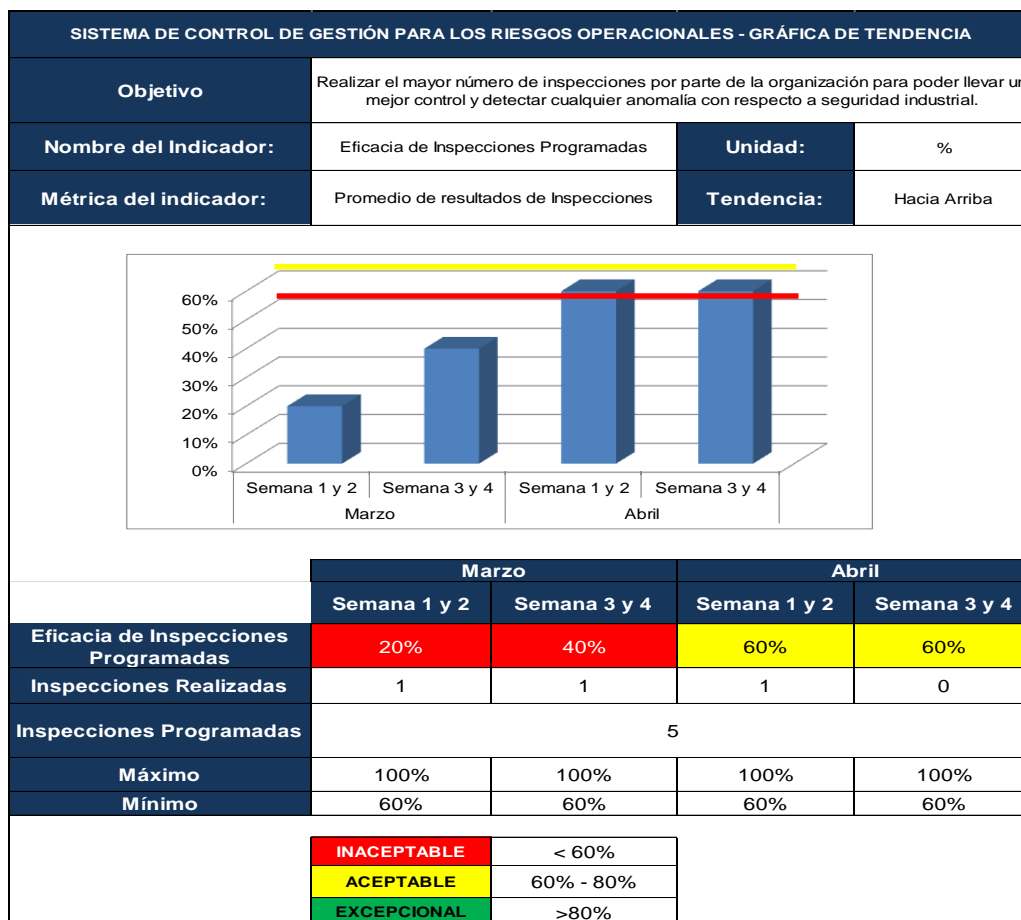 SISTEMA DE CONTROL DE GESTIÓN PARA LOS RIESGOS OPERACIONALES - GRÁFICA DE TENDENCIA
Objetivo
Realizar el mayor número de inspecciones por parte de la organización para poder llevar un
mejor control y detectar cualquier anomalía con respecto a seguridad industrial.
Nombre del Indicador:
Eficacia de Inspecciones Programadas
Unidad:
%
Métrica del indicador:
Promedio de resultados de Inspecciones
Tendencia:
Hacia Arriba
60%
50%
40%
30%
20%
10%
0%
Semana 1 y 2
Semana 3 y 4
Semana 1 y 2
Semana 3 y 4
Marzo
Abril
Marzo
Abril
Semana 1 y 2
Semana 3 y 4
Semana 1 y 2
Semana 3 y 4
Eficacia de Inspecciones
Programadas
20%
40%
60%
60%
Inspecciones Realizadas
1
1
1
0
Inspecciones Programadas
5
Máximo
100%
100%
100%
100%
Mínimo
60%
60%
60%
60%
INACEPTABLE
< 60%
ACEPTABLE
60% - 80%
EXCEPCIONAL
>80%